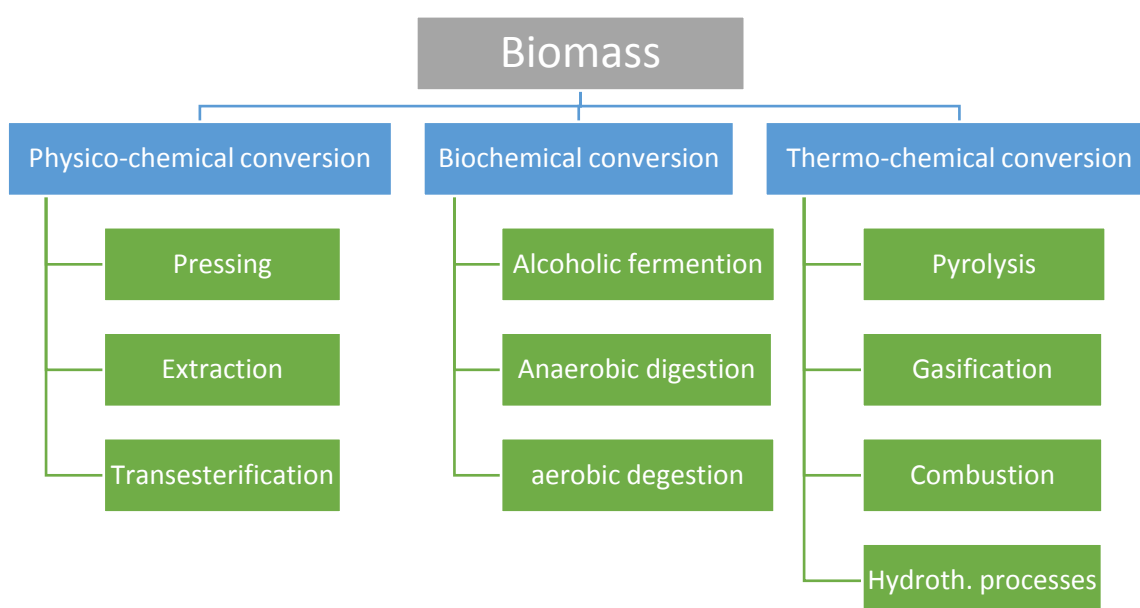 Biomass
Physico-chemical conversion
Pressing
Extraction
Transesterification
Biochemical conversion
Alcoholic fermention
Anaerobic digestion
aerobic degestion
Thermo-chemical conversion
Pyrolysis
Gasification
Combustion
Hydroth. processes